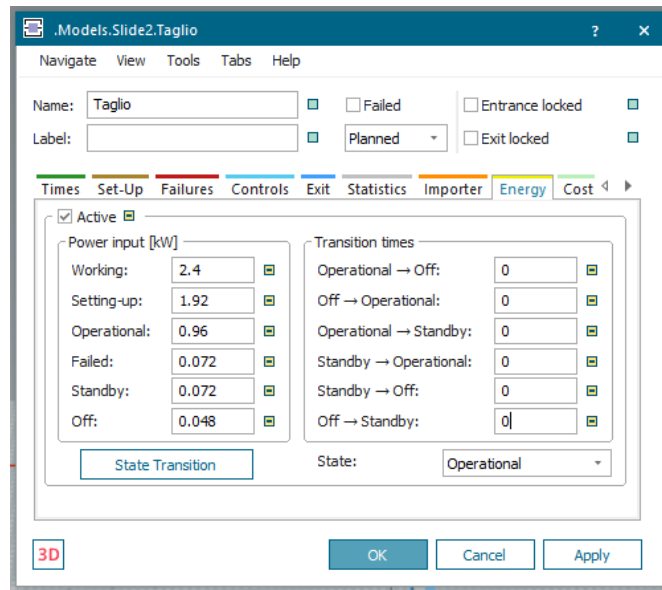 .Models.Slide2.Taglio ? ×
Navigate View Tools Tabs Help
Name: Taglio Failed Entrance locked
Label: Planned Exit locked
Times Set-Up Failures Controls Exit Statistics Importer Energy Cost
Active
Power input [kW]
Working: 2.4
Setting-up: 1.92
Operational: 0.96
Failed: 0.072
Standby: 0.072
Off: 0.048
Transition times
Operational → Off: 0
Off → Operational: 0
Operational → Standby: 0
Standby → Operational: 0
Standby → Off: 0
Off → Standby: 0
State Transition State: Operational
3D OK Cancel Apply